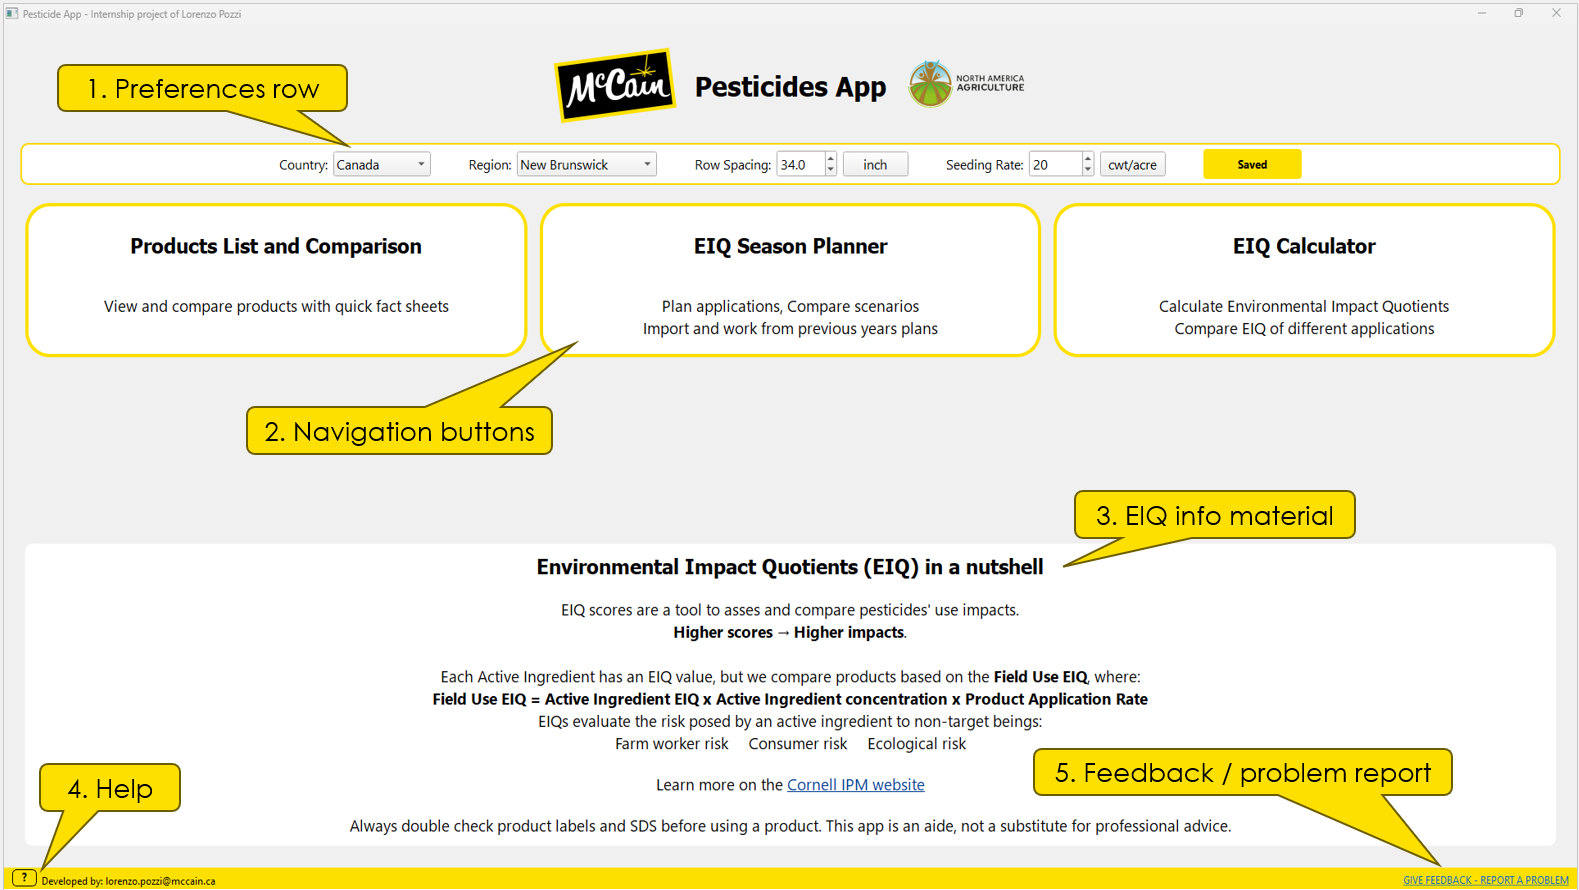 Pesticide App - Internship project of Lorenzo Pozzi
1. Preferences row
McCain
Pesticides App
NORTH AMERICA
AGRICULTURE
Country: Canada Region: New Brunswick Row Spacing: 34.0 inch Seeding Rate: 20 cwt/acre Saved
Products List and Comparison
View and compare products with quick fact sheets
EIQ Season Planner
Plan applications, Compare scenarios
Import and work from previous years plans
EIQ Calculator
Calculate Environmental Impact Quotients
Compare EIQ of different applications
2. Navigation buttons
3. EIQ info material
Environmental Impact Quotients (EIQ) in a nutshell
EIQ scores are a tool to asses and compare pesticides' use impacts.
Higher scores → Higher impacts.
Each Active Ingredient has an EIQ value, but we compare products based on the Field Use EIQ, where:
Field Use EIQ = Active Ingredient EIQ x Active Ingredient concentration x Product Application Rate
EIQs evaluate the risk posed by an active ingredient to non-target beings:
Farm worker risk Consumer risk Ecological risk
Learn more on the Cornell IPM website
Always double check product labels and SDS before using a product. This app is an aide, not a substitute for professional advice.
4. Help
5. Feedback / problem report
? Developed by: lorenzo.pozzi@mccain.ca
GIVE FEEDBACK - REPORT A PROBLEM